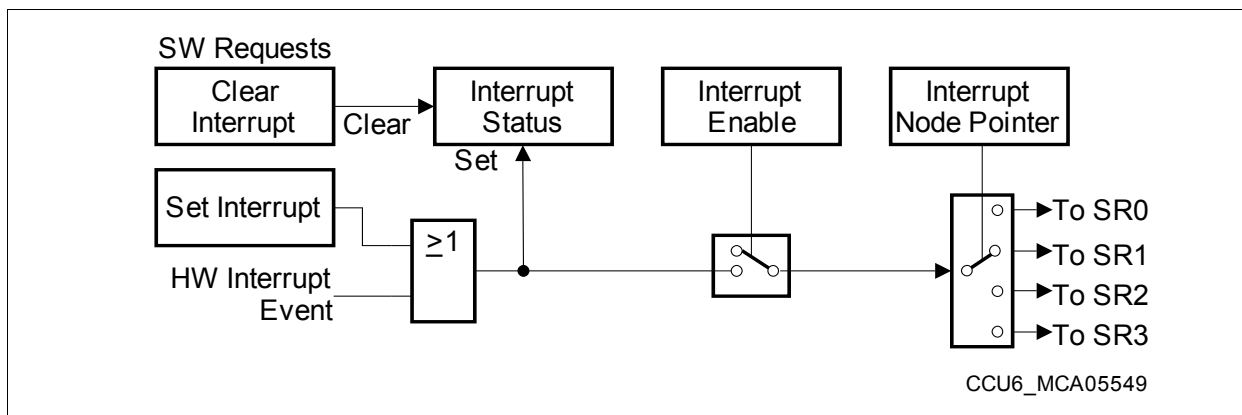 SW Requests
Clear
Interrupt
Clear
Interrupt
Status
Set
Interrupt
Enable
Interrupt
Node Pointer
Set Interrupt
≥1
HW Interrupt
Event
To SR0
To SR1
To SR2
To SR3
CCU6_MCA05549